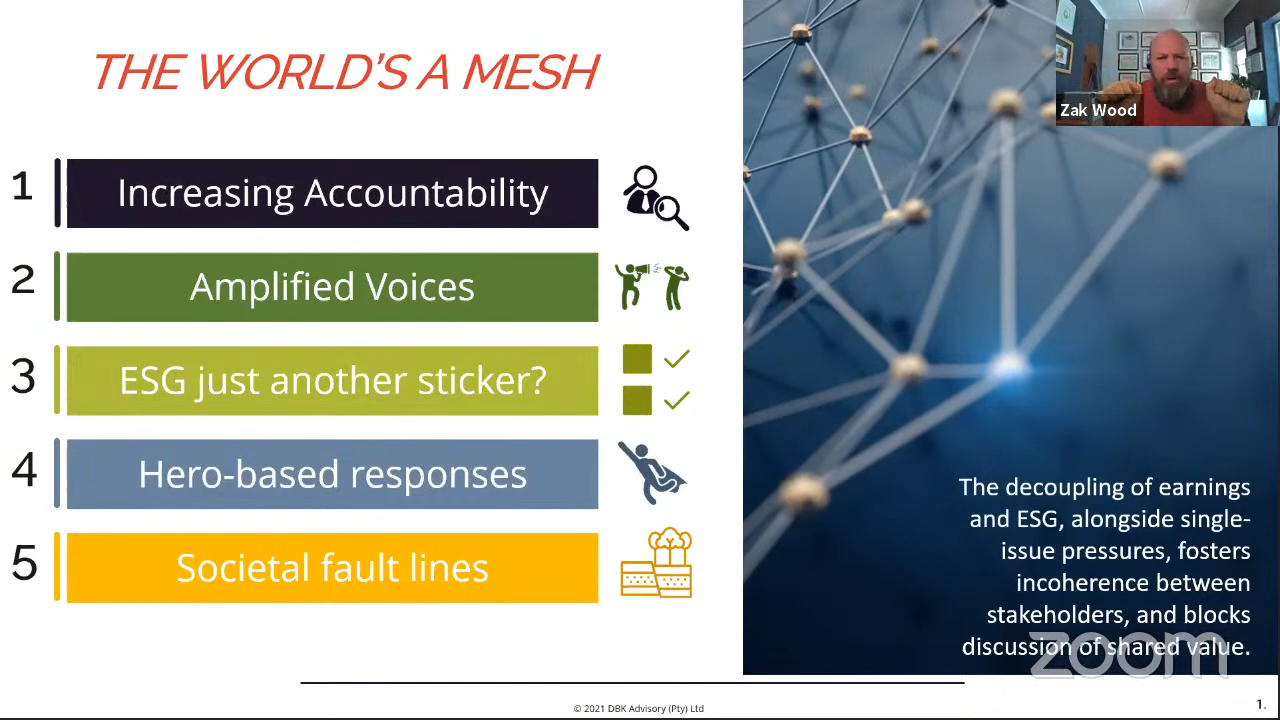 THE WORLD'S A MESH
1
Increasing Accountability
2
Amplified Voices
3
ESG just another sticker?
4
Hero-based responses
5
Societal fault lines
Zak Wood
The decoupling of earnings
and ESG, alongside single-
issue pressures, fosters
incoherence between
stakeholders, and blocks
discussion of shared value.
zoom
© 2021 DBK Advisory (Pty) Ltd
1.